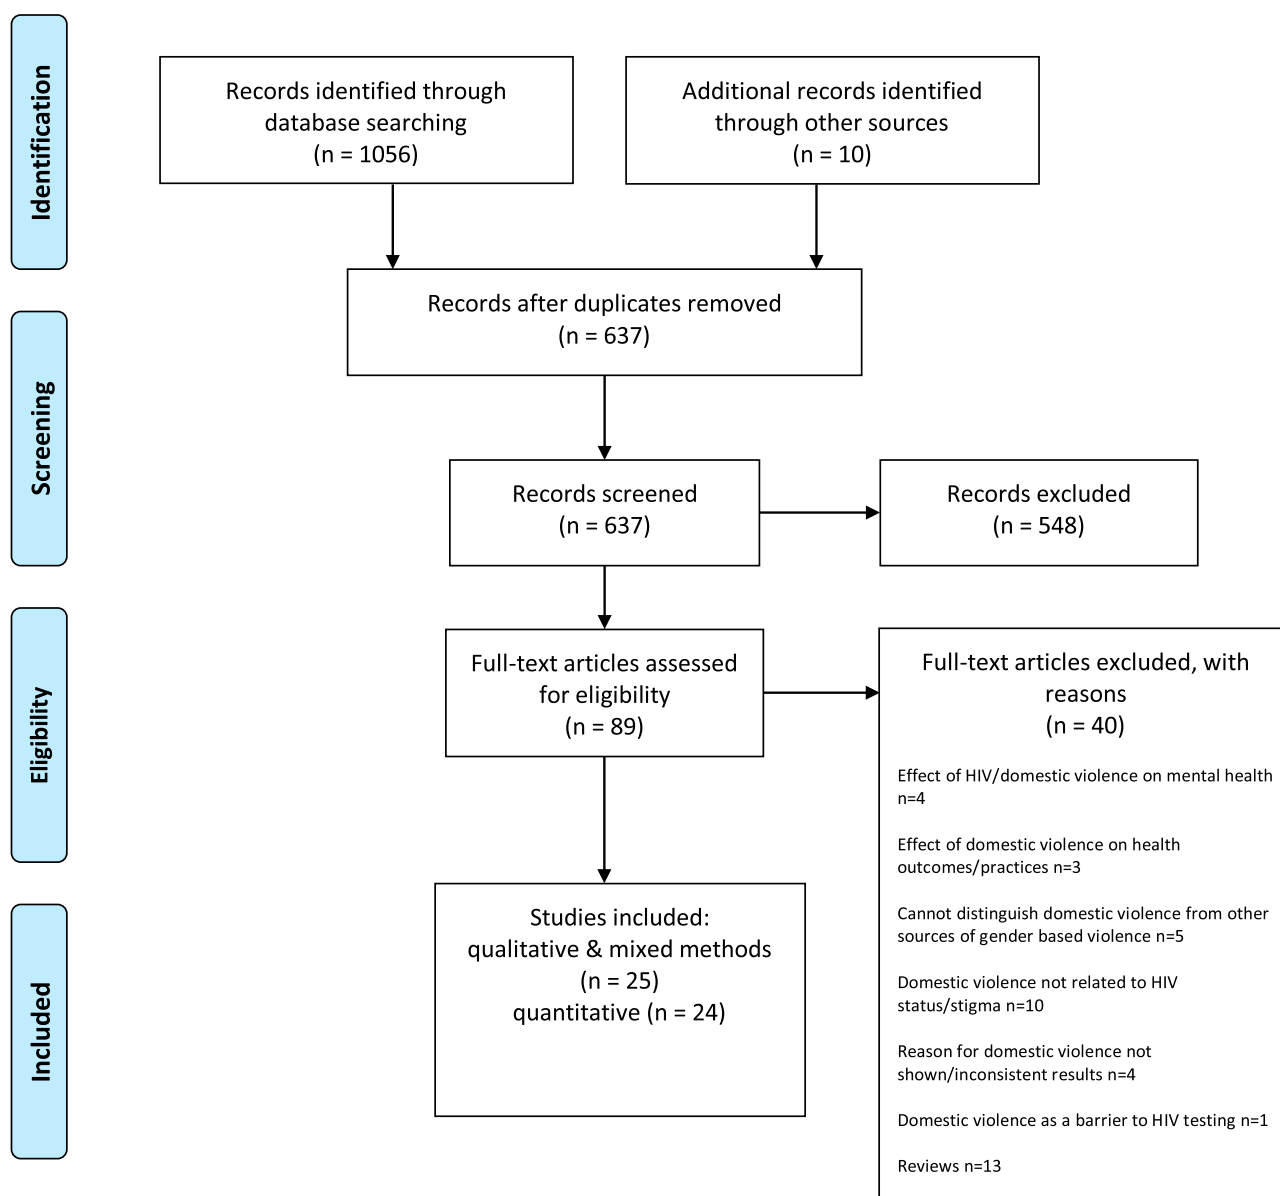 Identification
Records identified through
database searching
(n = 1056)
Additional records identified
through other sources
(n = 10)
Records after duplicates removed
(n = 637)
Screening
Records screened
(n = 637)
Records excluded
(n = 548)
Eligibility
Full-text articles assessed
for eligibility
(n = 89)
Full-text articles excluded, with
reasons
(n = 40)
Effect of HIV/domestic violence on mental health
n=4
Effect of domestic violence on health
outcomes/practices n=3
Cannot distinguish domestic violence from other
sources of gender based violence n=5
Domestic violence not related to HIV
status/stigma n=10
Reason for domestic violence not
shown/inconsistent results n=4
Domestic violence as a barrier to HIV testing n=1
Reviews n=13
Included
Studies included:
qualitative & mixed methods
(n = 25)
quantitative (n = 24)